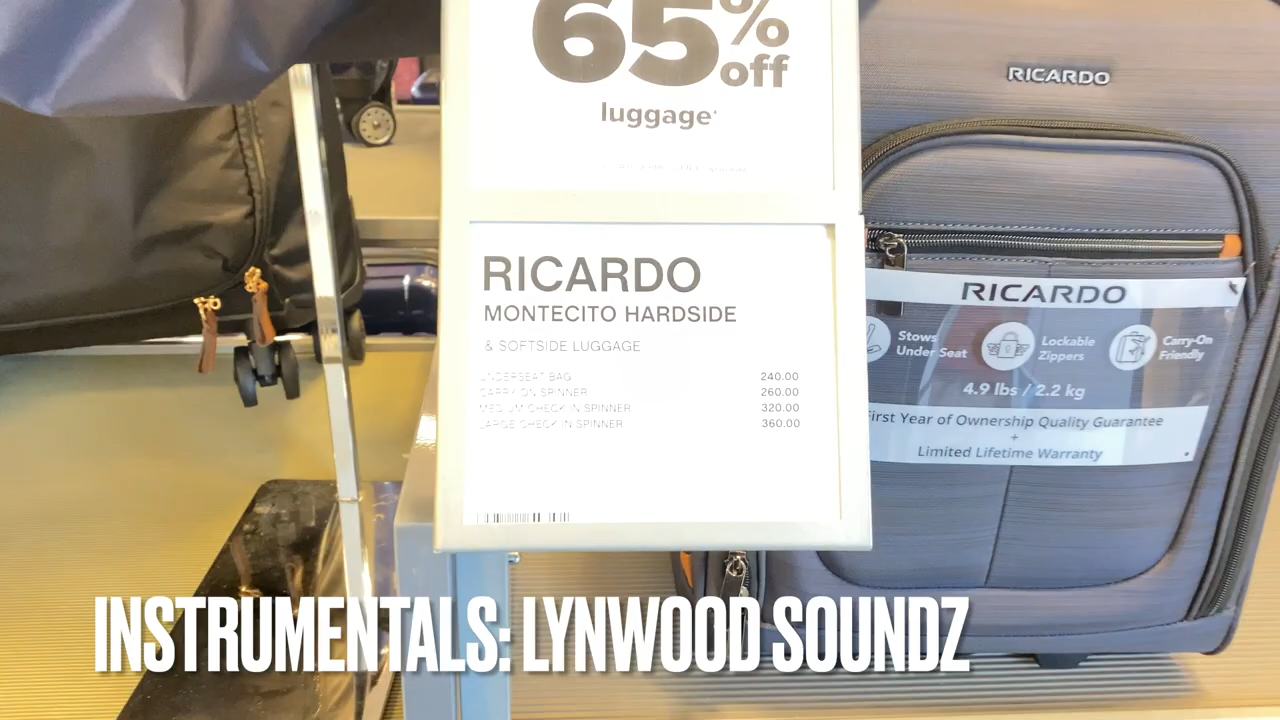 65% off
luggage*
RICARDO
MONTECITO HARDSIDE
& SOFTSIDE LUGGAGE
UNDERSEAT BAG 240.00
CARRY ON SPINNER 260.00
MEDIUM CHECK IN SPINNER 320.00
LARGE CHECK IN SPINNER 360.00
RICARDO
RICARDO
Stows Under Seat
Lockable Zippers
Carry-On Friendly
4.9 lbs / 2.2 kg
First Year of Ownership Quality Guarantee
+
Limited Lifetime Warranty
INSTRUMENTALS: LYNWOOD SOUNDZ